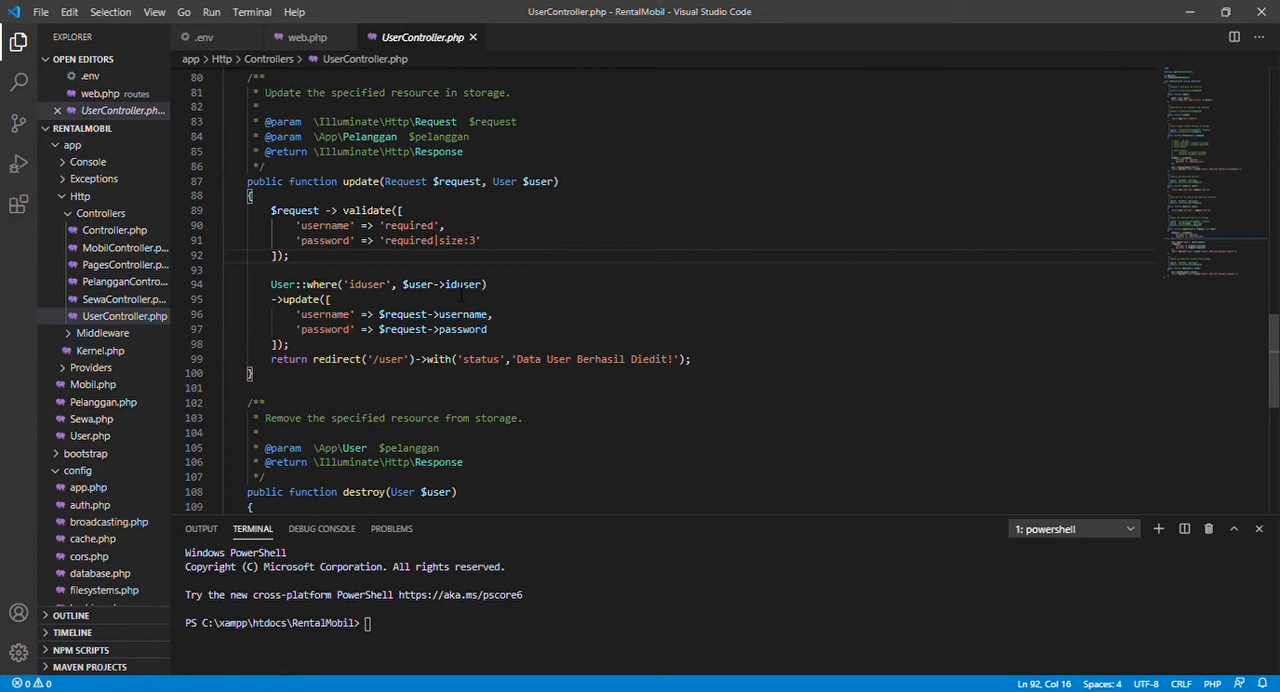 File Edit Selection View Go Run Terminal Help UserController.php - RentalMobil - Visual Studio Code
EXPLORER
OPEN EDITORS
.env
web.php routes
UserController.ph...
RENTALMOBIL
app
Console
Exceptions
Http
Controllers
Controller.php
MobilController.p...
PagesController.p...
PelangganContro...
SewaController.p...
UserController.php
Middleware
Kernel.php
Providers
Mobil.php
Pelanggan.php
Sewa.php
User.php
bootstrap
config
app.php
auth.php
broadcasting.php
cache.php
cors.php
database.php
filesystems.php
OUTLINE
TIMELINE
NPM SCRIPTS
MAVEN PROJECTS
.env web.php UserController.php
app > Http > Controllers > UserController.php
80 /**
81 * Update the specified resource in storage.
82 *
83 * @param \Illuminate\Http\Request $request
84 * @param \App\Pelanggan $pelanggan
85 * @return \Illuminate\Http\Response
86 */
87 public function update(Request $request, User $user)
88 {
89 $request -> validate([
90 'username' => 'required',
91 'password' => 'required|size:3'
92 ]);
93
94 User::where('iduser', $user->iduser)
95 ->update([
96 'username' => $request->username,
97 'password' => $request->password
98 ]);
99 return redirect('/user')->with('status','Data User Berhasil Diedit!');
100 }
101
102 /**
103 * Remove the specified resource from storage.
104 *
105 * @param \App\User $pelanggan
106 * @return \Illuminate\Http\Response
107 */
108 public function destroy(User $user)
109 {
OUTPUT TERMINAL DEBUG CONSOLE PROBLEMS 1: powershell
Windows PowerShell
Copyright (C) Microsoft Corporation. All rights reserved.
Try the new cross-platform PowerShell https://aka.ms/pscore6
PS C:\xampp\htdocs\RentalMobil>
0 0 Ln 92, Col 16 Spaces: 4 UTF-8 CRLF PHP